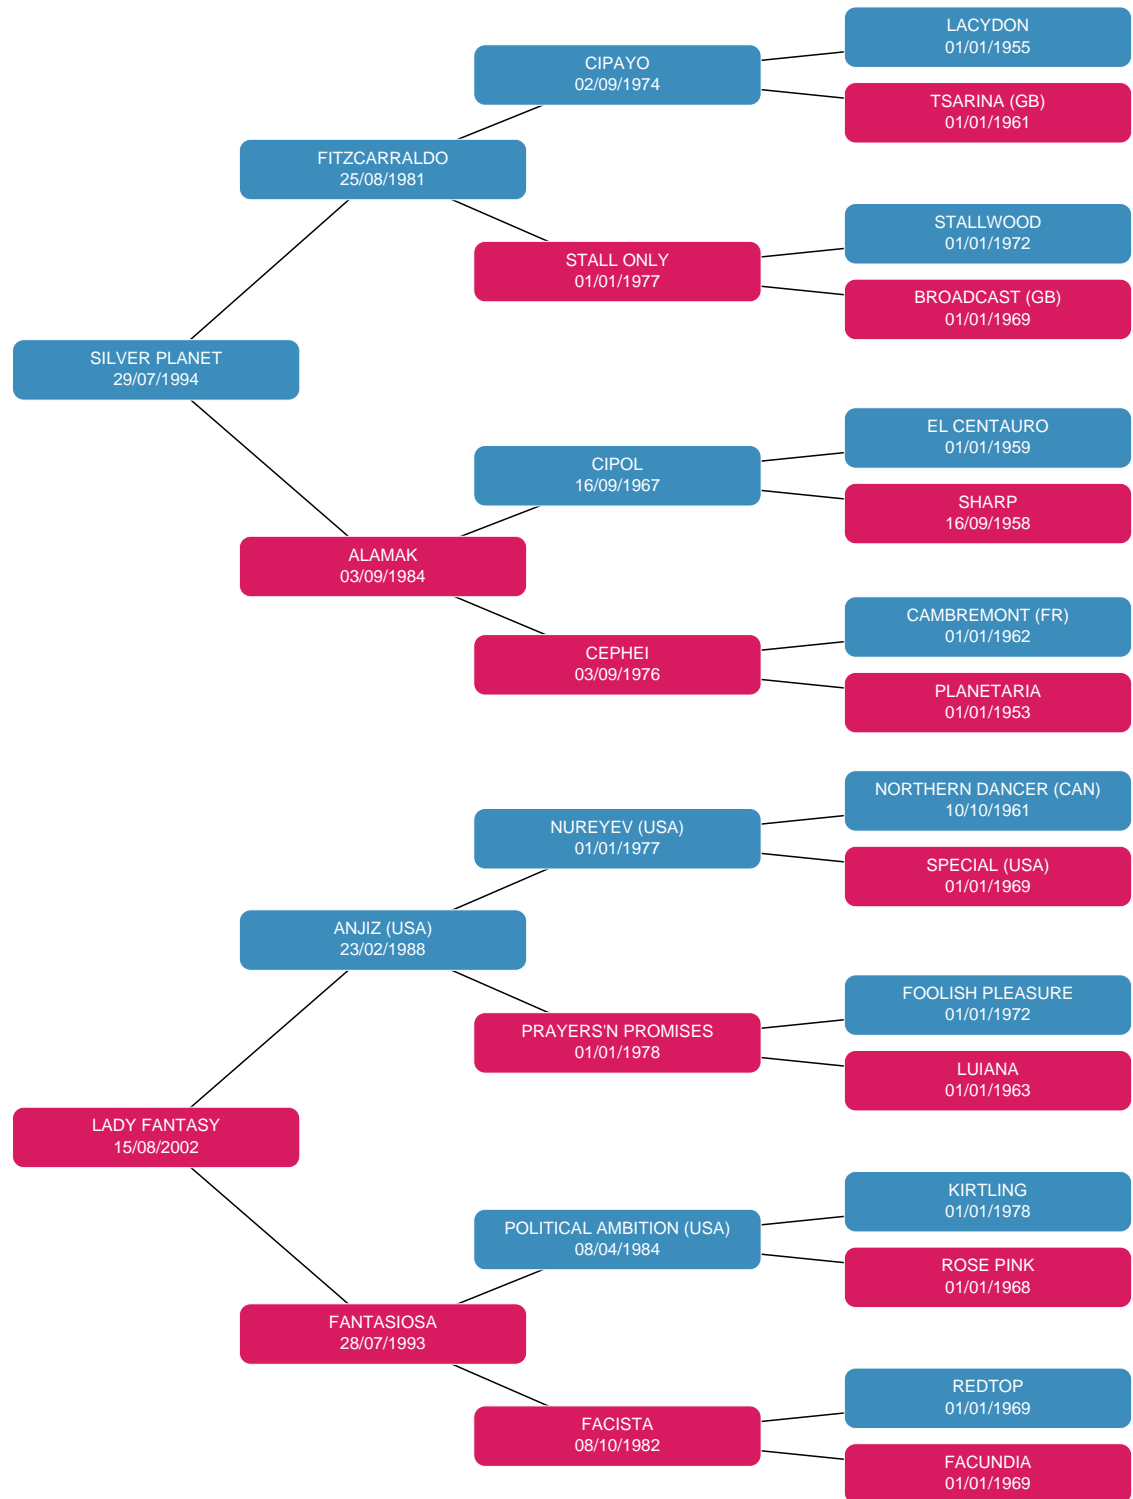 LACYDON
01/01/1955
CIPAYO
02/09/1974
TSARINA (GB)
01/01/1961
FITZCARRALDO
25/08/1981
STALLWOOD
01/01/1972
STALL ONLY
01/01/1977
BROADCAST (GB)
01/01/1969
SILVER PLANET
29/07/1994
EL CENTAURO
01/01/1959
CIPOL
16/09/1967
SHARP
16/09/1958
ALAMAK
03/09/1984
CAMBREMONT (FR)
01/01/1962
CEPHEI
03/09/1976
PLANETARIA
01/01/1953
NORTHERN DANCER (CAN)
10/10/1961
NUREYEV (USA)
01/01/1977
SPECIAL (USA)
01/01/1969
ANJIZ (USA)
23/02/1988
FOOLISH PLEASURE
01/01/1972
PRAYERS'N PROMISES
01/01/1978
LUIANA
01/01/1963
LADY FANTASY
15/08/2002
KIRTLING
01/01/1978
POLITICAL AMBITION (USA)
08/04/1984
ROSE PINK
01/01/1968
FANTASIOSA
28/07/1993
REDTOP
01/01/1969
FACISTA
08/10/1982
FACUNDIA
01/01/1969